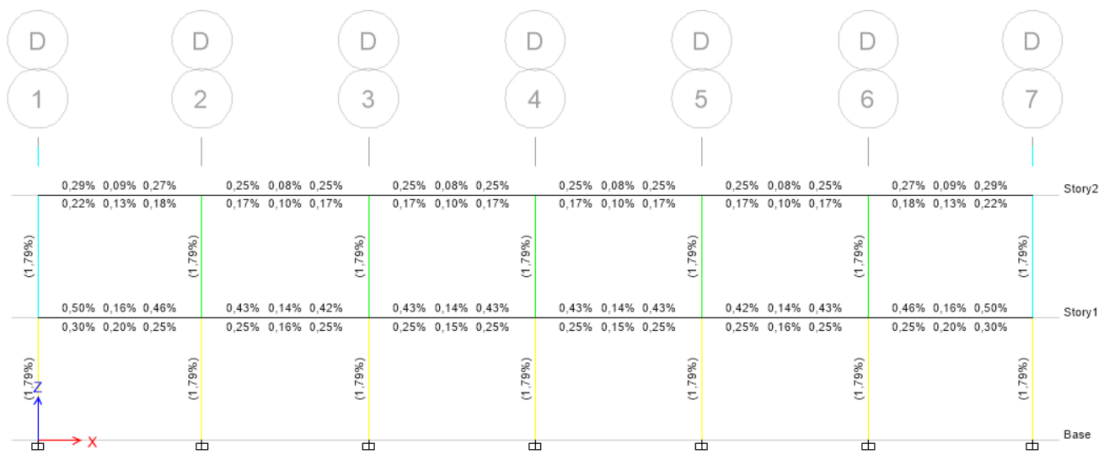 D D D D D D D
1 2 3 4 5 6 7
0,29% 0,09% 0,27% 0,25% 0,08% 0,25% 0,25% 0,08% 0,25% 0,25% 0,08% 0,25% 0,25% 0,08% 0,25% 0,27% 0,09% 0,29% Story2
0,22% 0,13% 0,18% 0,17% 0,10% 0,17% 0,17% 0,10% 0,17% 0,17% 0,10% 0,17% 0,17% 0,10% 0,17% 0,18% 0,13% 0,22%
(1,79%) (1,79%) (1,79%) (1,79%) (1,79%) (1,79%) (1,79%)
0,50% 0,16% 0,46% 0,43% 0,14% 0,42% 0,43% 0,14% 0,43% 0,43% 0,14% 0,43% 0,42% 0,14% 0,43% 0,46% 0,16% 0,50% Story1
0,30% 0,20% 0,25% 0,25% 0,16% 0,25% 0,25% 0,15% 0,25% 0,25% 0,15% 0,25% 0,25% 0,16% 0,25% 0,25% 0,20% 0,30%
(1,79%) (1,79%) (1,79%) (1,79%) (1,79%) (1,79%) (1,79%)
Z
X Base